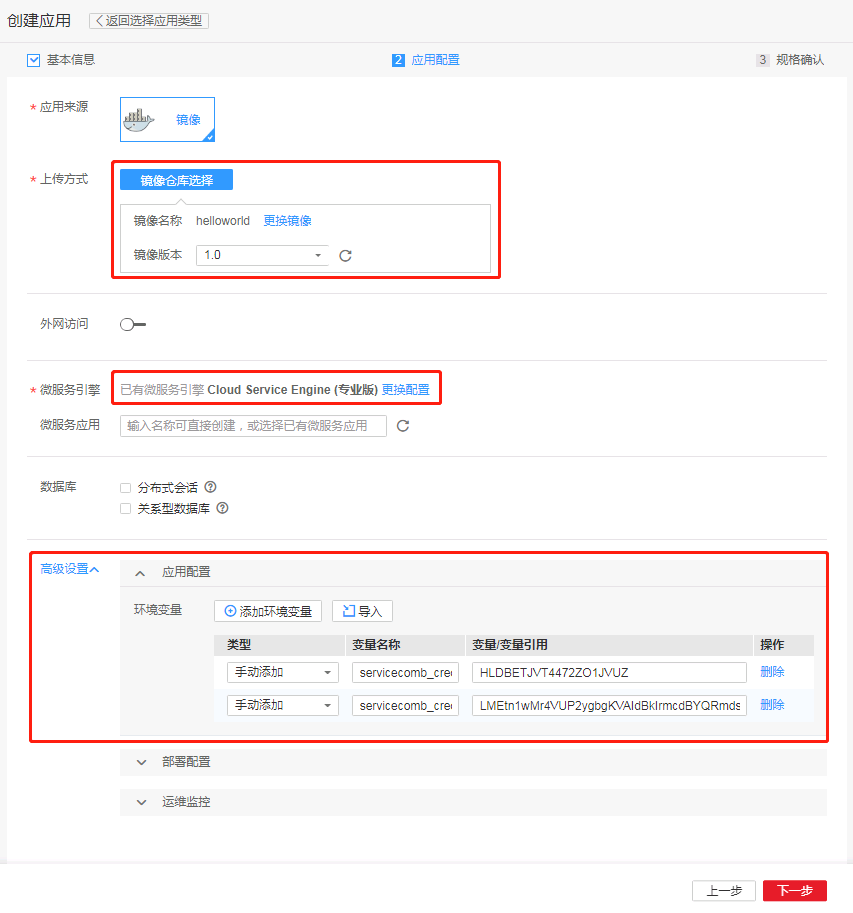 创建应用 返回选择应用类型
基本信息 2 应用配置 3 规格确认
* 应用来源 镜像
* 上传方式 镜像仓库选择
镜像名称 helloworld 更换镜像
镜像版本 1.0
外网访问
* 微服务引擎 已有微服务引擎 Cloud Service Engine (专业版) 更换配置
微服务应用 输入名称可直接创建，或选择已有微服务应用
数据库 分布式会话
关系型数据库
高级设置 应用配置
环境变量 添加环境变量 导入
类型 变量名称 变量/变量引用 操作
手动添加 servicecomb_cre HLDBETJVT4472ZO1JVUZ 删除
手动添加 servicecomb_cre 删除
部署配置
运维监控
上一步 下一步